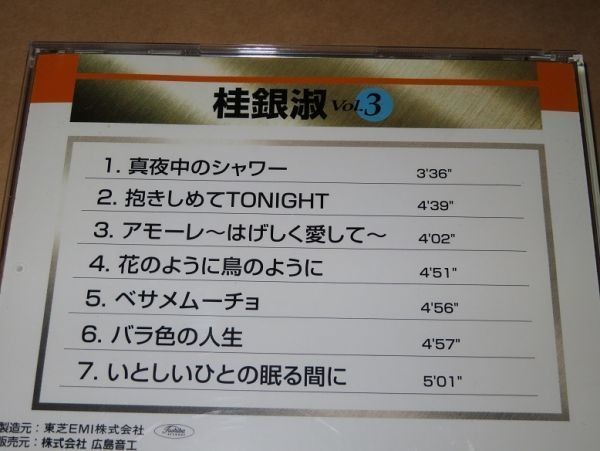 桂銀淑 Vol.3
1. 真夜中のシャワー 3'36"
2. 抱きしめてTONIGHT 4'39"
3. アモーレ〜はげしく愛して〜 4'02"
4. 花のように鳥のように 4'51"
5. ベサメムーチョ 4'56"
6. バラ色の人生 4'57"
7. いとしいひとの眠る間に 5'01"
製造元：東芝EMI株式会社 Toshiba
販売元：株式会社 広島音工